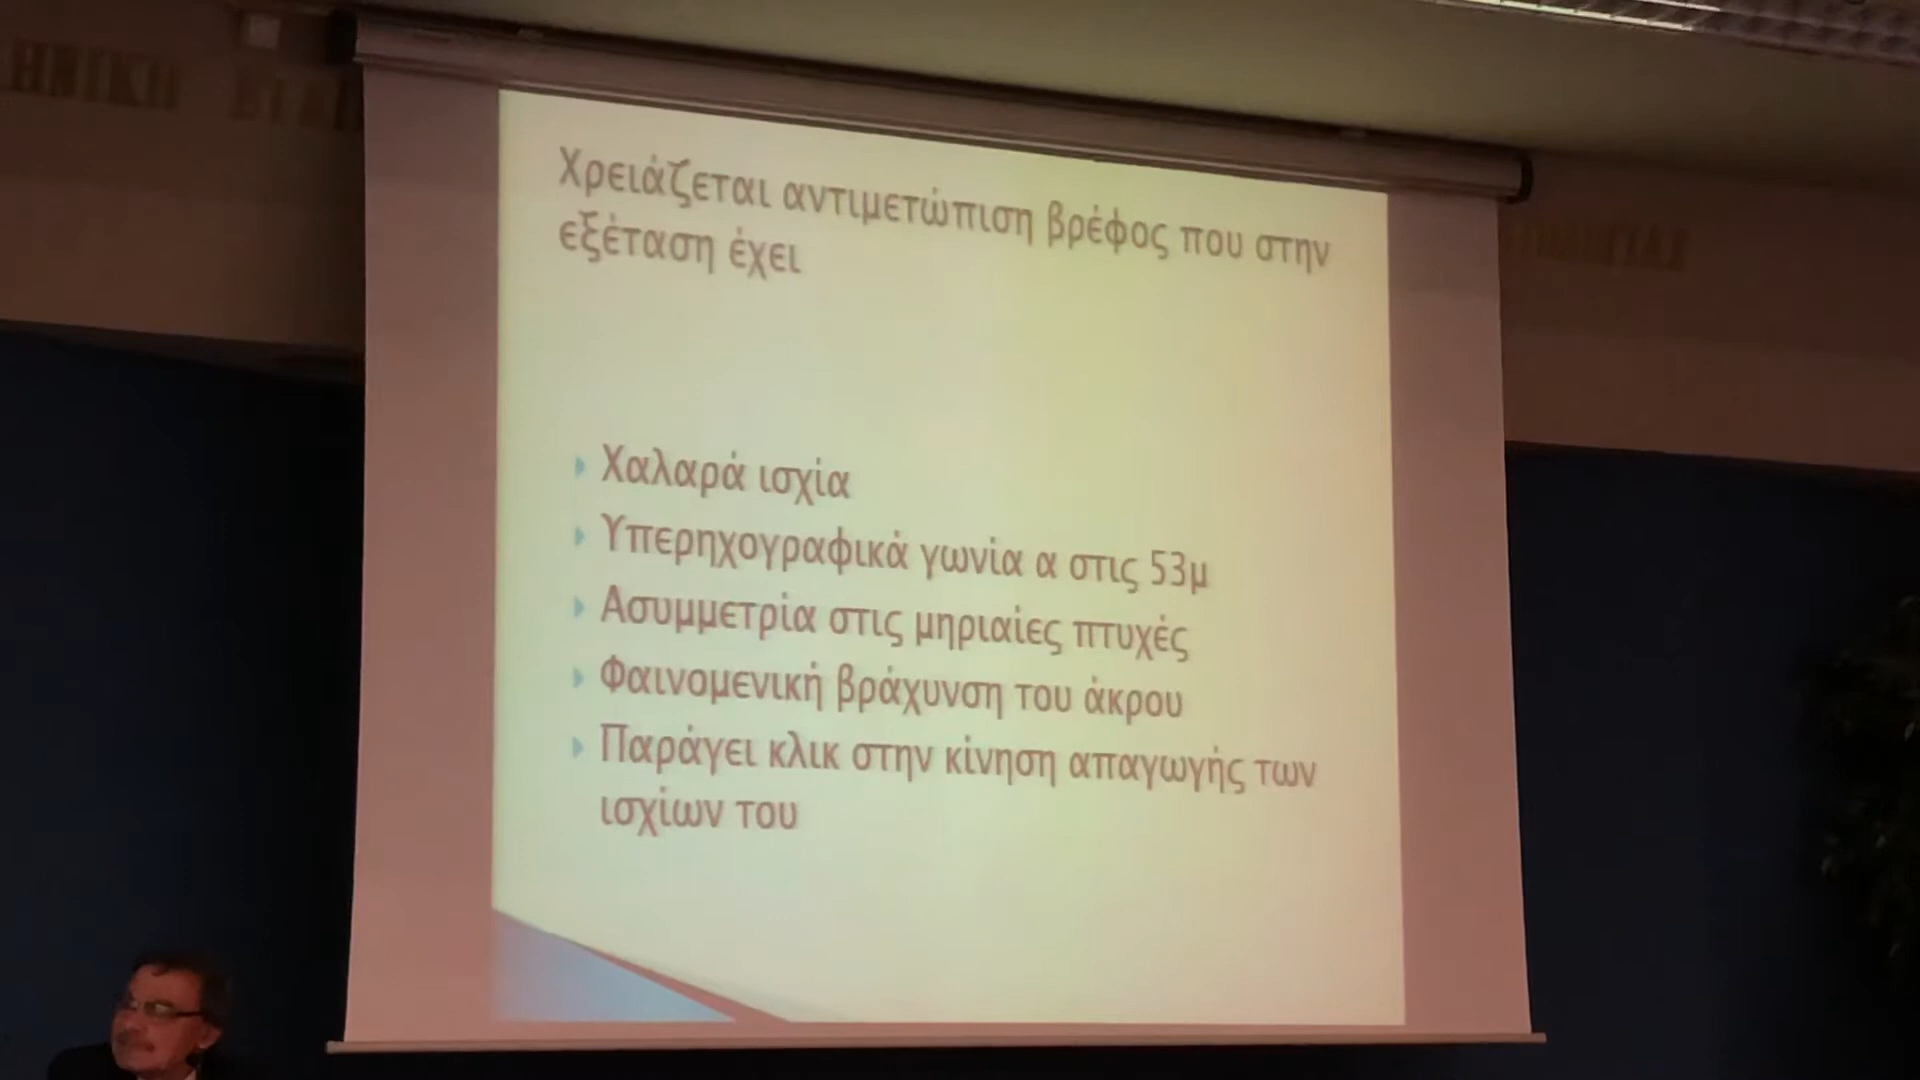 Χρειάζεται αντιμετώπιση βρέφος που στην
εξέταση έχει
Χαλαρά ισχία
Υπερηχογραφικά γωνία α στις 53μ
Ασυμμετρία στις μηριαίες πτυχές
Φαινομενική βράχυνση του άκρου
Παράγει κλικ στην κίνηση απαγωγής των
ισχίων του